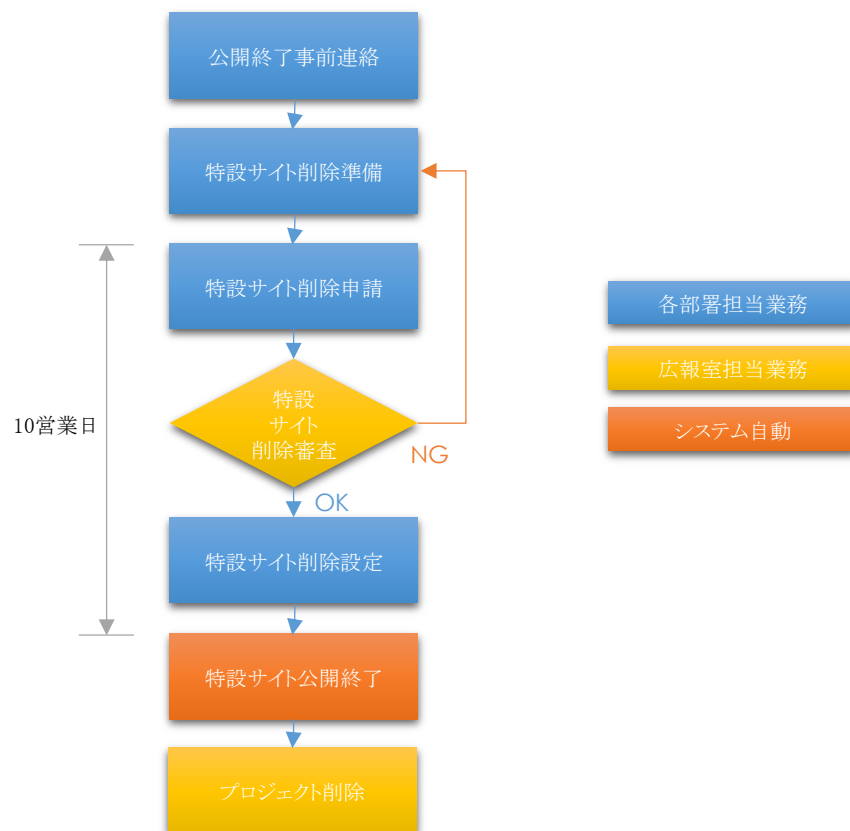 公開終了事前連絡
特設サイト削除準備
特設サイト削除申請
特設
サイト
削除審査
NG
OK
10営業日
特設サイト削除設定
特設サイト公開終了
プロジェクト削除
各部署担当業務
広報室担当業務
システム自動